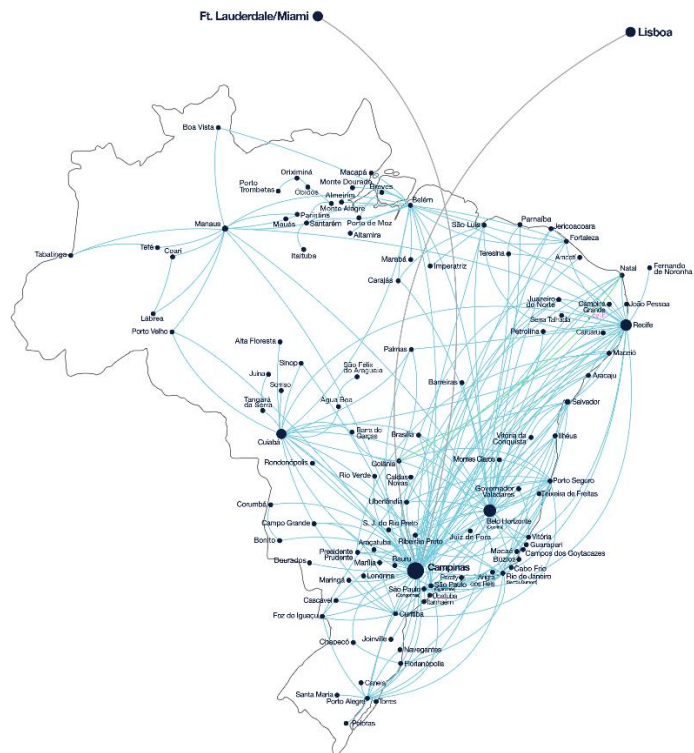 Ft. Lauderdale/Miami
Lisboa
Boa Vista
Oriximiná
Macapá
Porto
Trombetas
Óbidos
Monte Dourado
Breves
Almeirim
Monte Alegre
Belém
Manaus
Parintins
Maués
Santarém
Porto de Moz
Altamira
São Luís
Parnaíba
Jericoacoara
Fortaleza
Tabatinga
Tefé
Coari
Itaituba
Marabá
Imperatriz
Teresina
Carajás
Natal
Fernando
de Noronha
Juazeiro
do Norte
Campina
Grande
João Pessoa
Serra Talhada
Recife
Lábrea
Porto Velho
Petrolina
Caruaru
Alta Floresta
Palmas
Maceió
Sinop
São Félix
do Araguaia
Juína
Sorriso
Aracaju
Tangará
da Serra
Água Boa
Barreiras
Salvador
Cuiabá
Barra do
Garças
Brasília
Vitória da
Conquista
Ilhéus
Rondonópolis
Goiânia
Montes Claros
Rio Verde
Caldas
Novas
Porto Seguro
Governador
Valadares
Teixeira de Freitas
Corumbá
Uberlândia
Belo Horizonte
Campo Grande
S. J. do Rio Preto
Ribeirão Preto
Juiz de Fora
Vitória
Guarapari
Bonito
Araçatuba
Macaé
Campos dos Goytacazes
Presidente
Prudente
Búzios
Dourados
Marília
Bauru
Campinas
Cabo Frio
Maringá
Londrina
Paraty
Angra
dos Reis
Rio de Janeiro
São Paulo
São Paulo
Ubatuba
Itanhaém
Cascavel
Foz do Iguaçu
Curitiba
Chapecó
Joinville
Navegantes
Florianópolis
Canela
Santa Maria
Porto Alegre
Torres
Pelotas